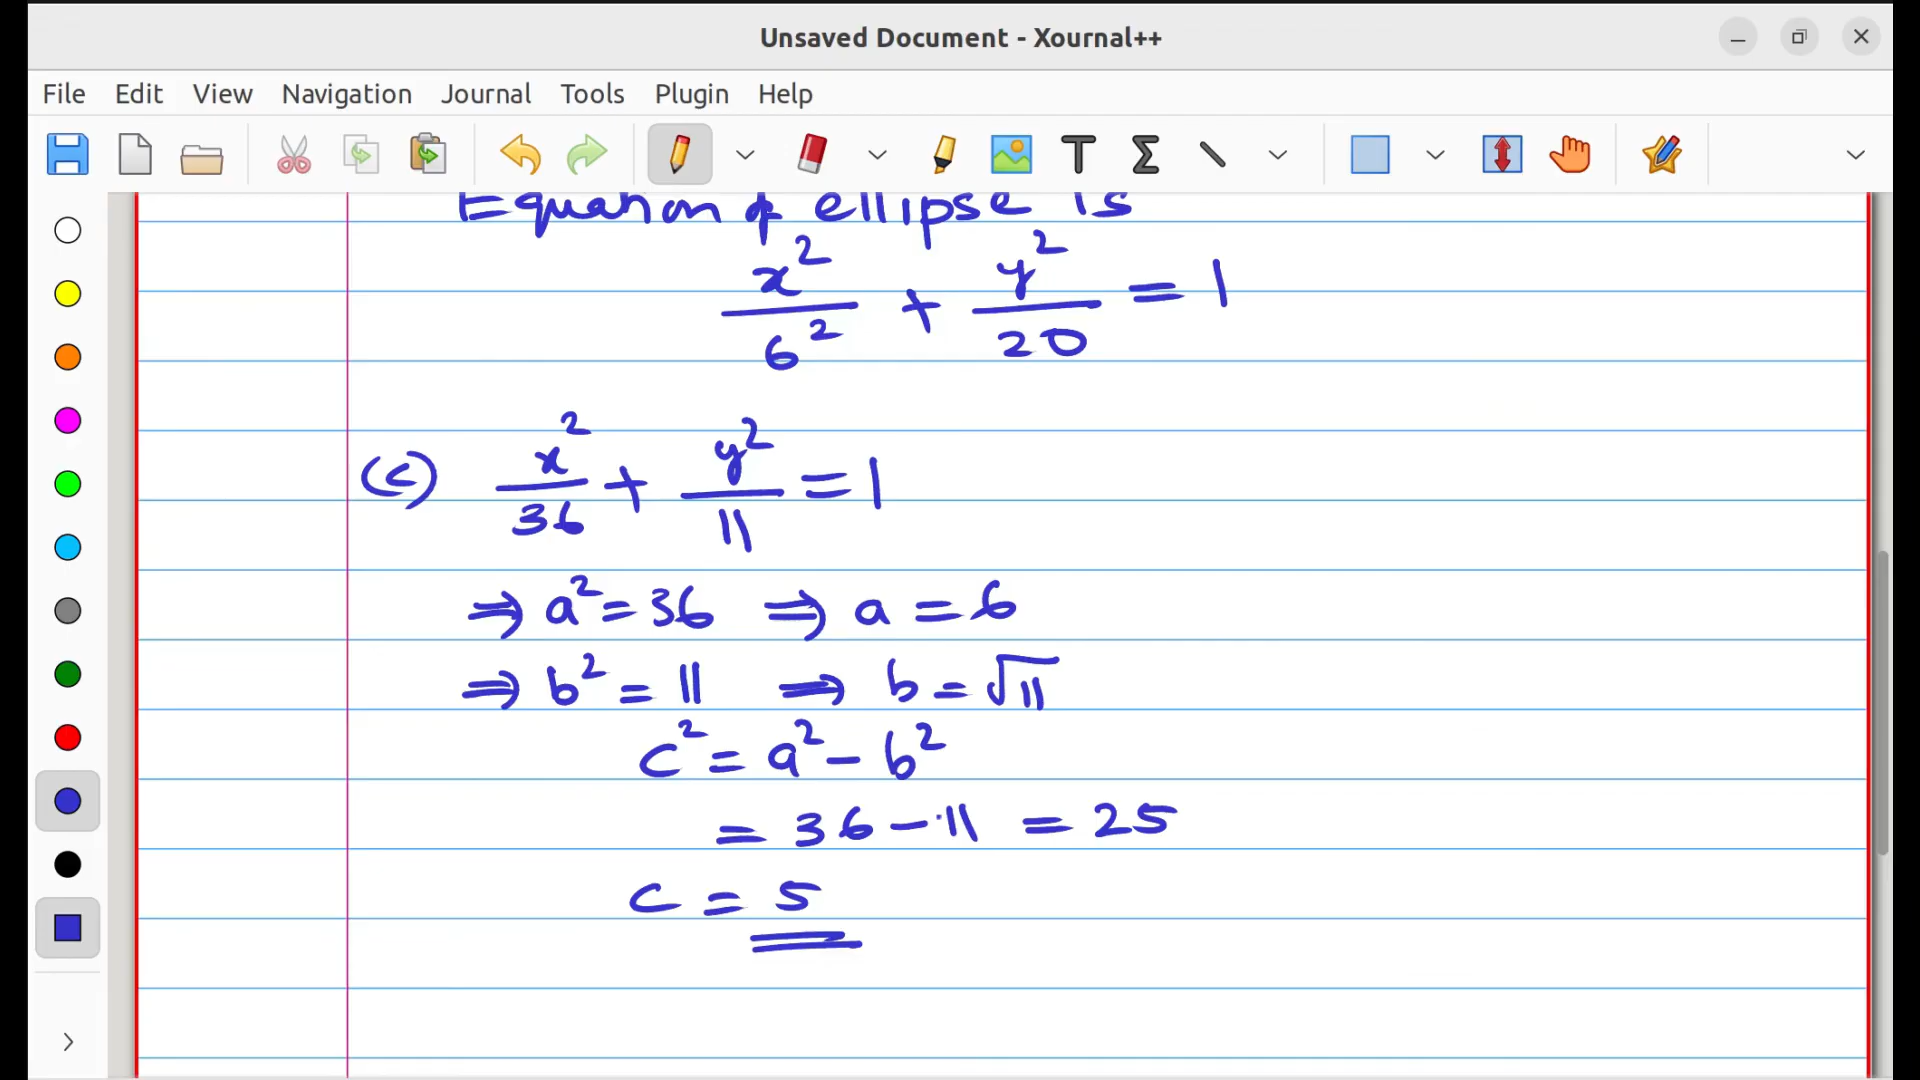 Unsaved Document - Xournal++
File Edit View Navigation Journal Tools Plugin Help
Equation of ellipse is
x²/6² + y²/20 = 1
(c) x²/36 + y²/11 = 1
⇒ a² = 36 ⇒ a = 6
⇒ b² = 11 ⇒ b = √11
c² = a² - b²
= 36 - 11 = 25
c = 5